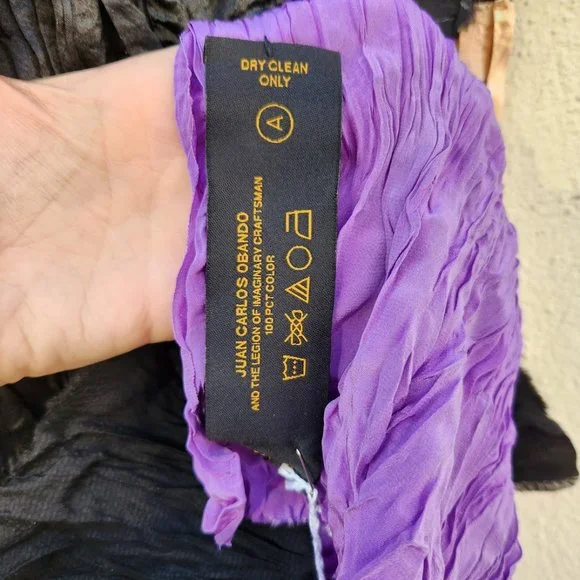 DRY CLEAN
ONLY
A
JUAN CARLOS OBANDO
AND THE LEGION OF IMAGINARY CRAFTSMAN
100 PCT COLOR